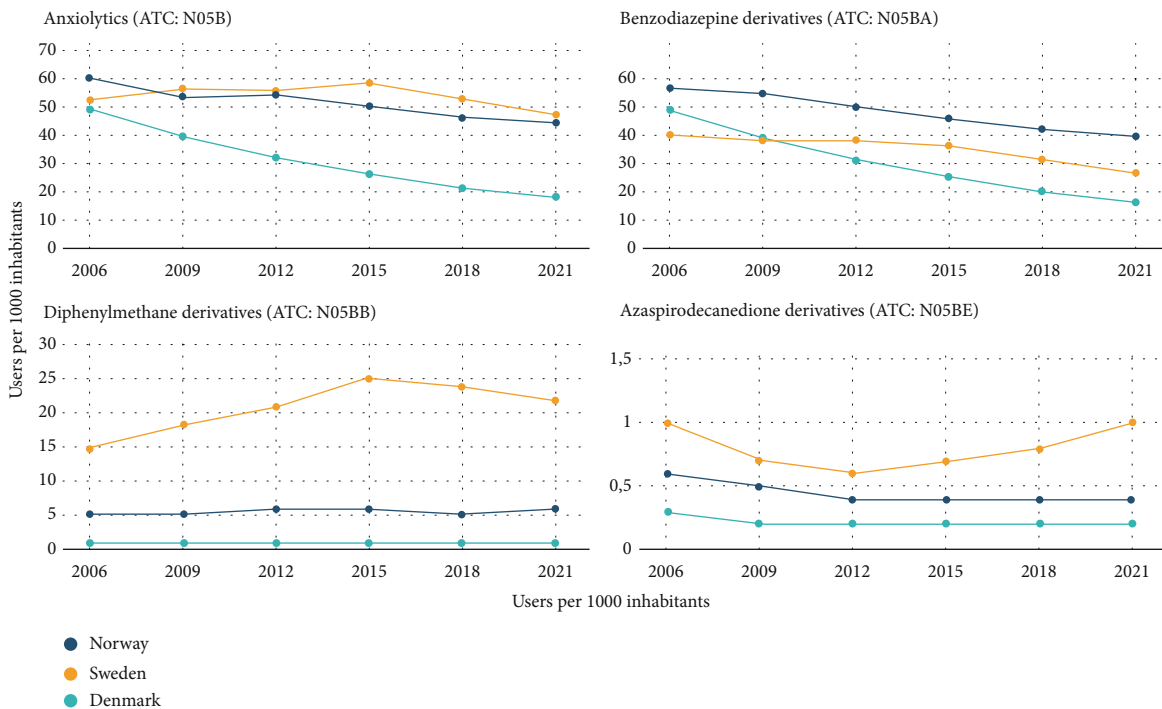 Anxiolytics (ATC: N05B)
70
60
50
40
30
20
10
0
2006 2009 2012 2015 2018 2021
Benzodiazepine derivatives (ATC: N05BA)
60
50
40
30
20
10
0
2006 2009 2012 2015 2018 2021
Users per 1000 inhabitants
Diphenylmethane derivatives (ATC: N05BB)
30
25
20
15
10
5
0
2006 2009 2012 2015 2018 2021
Azaspirodecanedione derivatives (ATC: N05BE)
1,5
1
0,5
0
2006 2009 2012 2015 2018 2021
Users per 1000 inhabitants
Norway
Sweden
Denmark